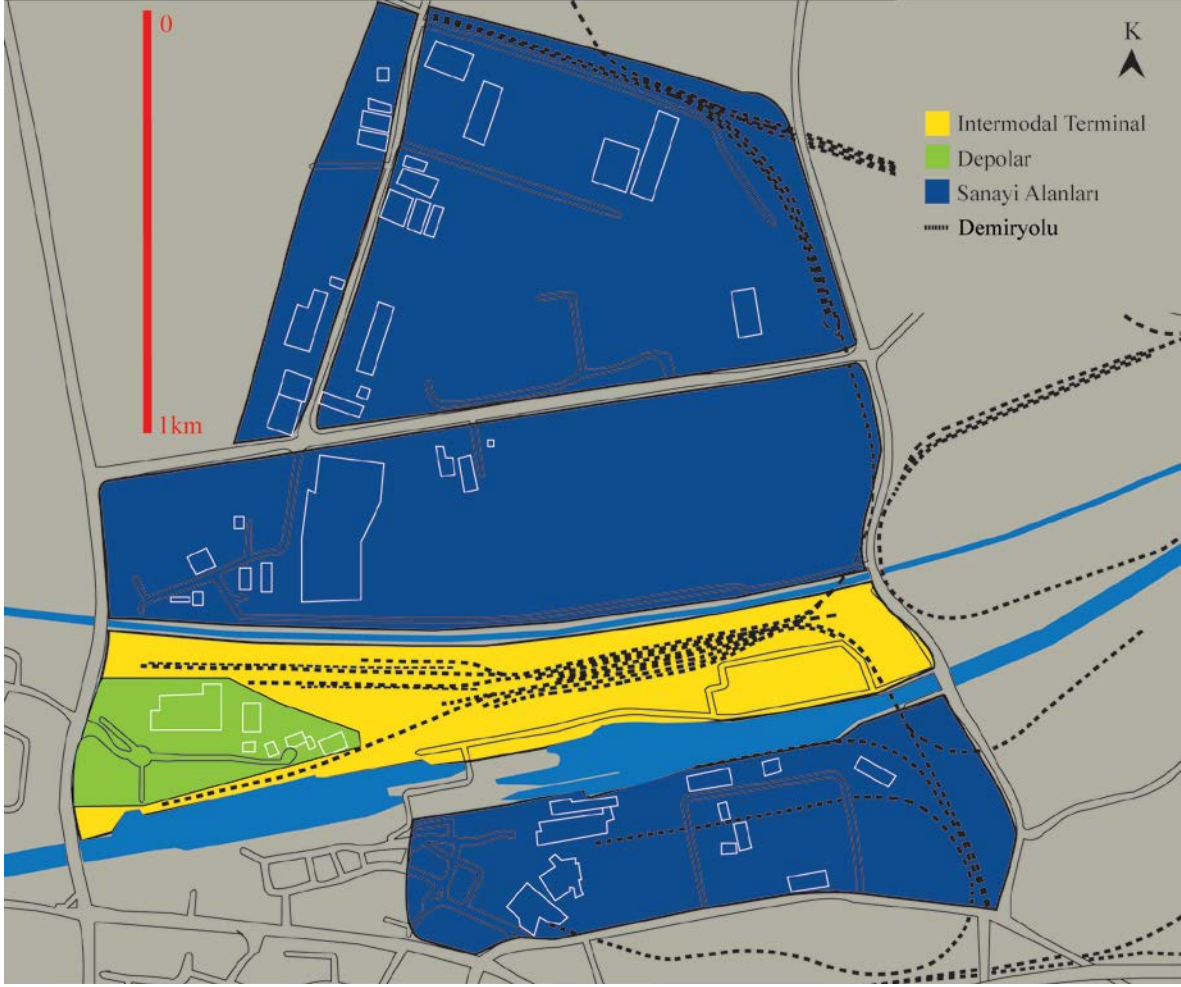 0
1km
K
Intermodal Terminal
Depolar
Sanayi Alanları
Demiryolu